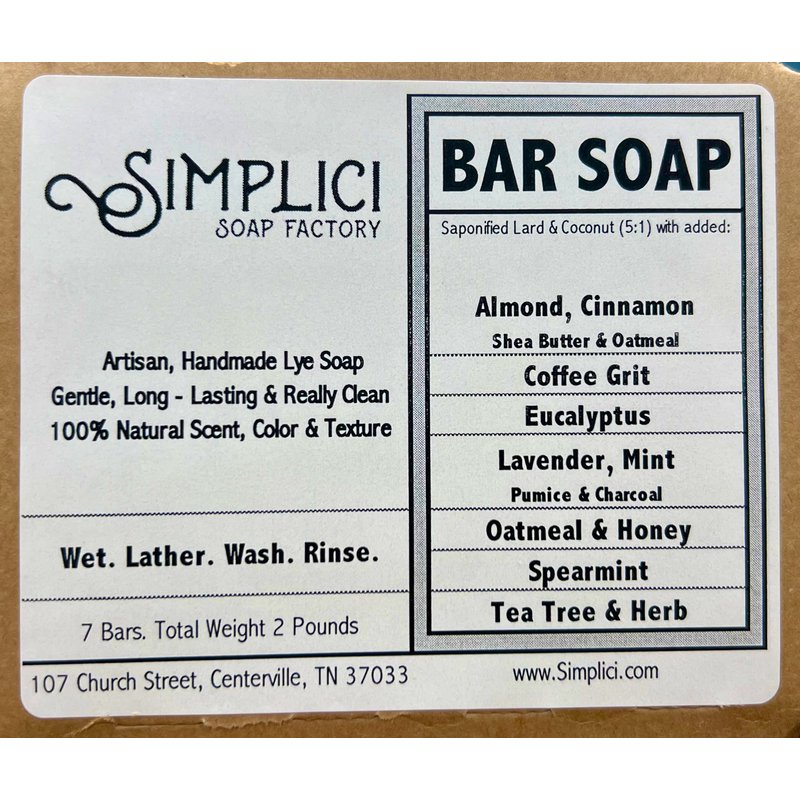 SIMPLICI
SOAP FACTORY
Artisan, Handmade Lye Soap
Gentle, Long - Lasting & Really Clean
100% Natural Scent, Color & Texture
Wet. Lather. Wash. Rinse.
7 Bars. Total Weight 2 Pounds
107 Church Street, Centerville, TN 37033
BAR SOAP
Saponified Lard & Coconut (5:1) with added:
Almond, Cinnamon
Shea Butter & Oatmeal
Coffee Grit
Eucalyptus
Lavender, Mint
Pumice & Charcoal
Oatmeal & Honey
Spearmint
Tea Tree & Herb
www.Simplici.com